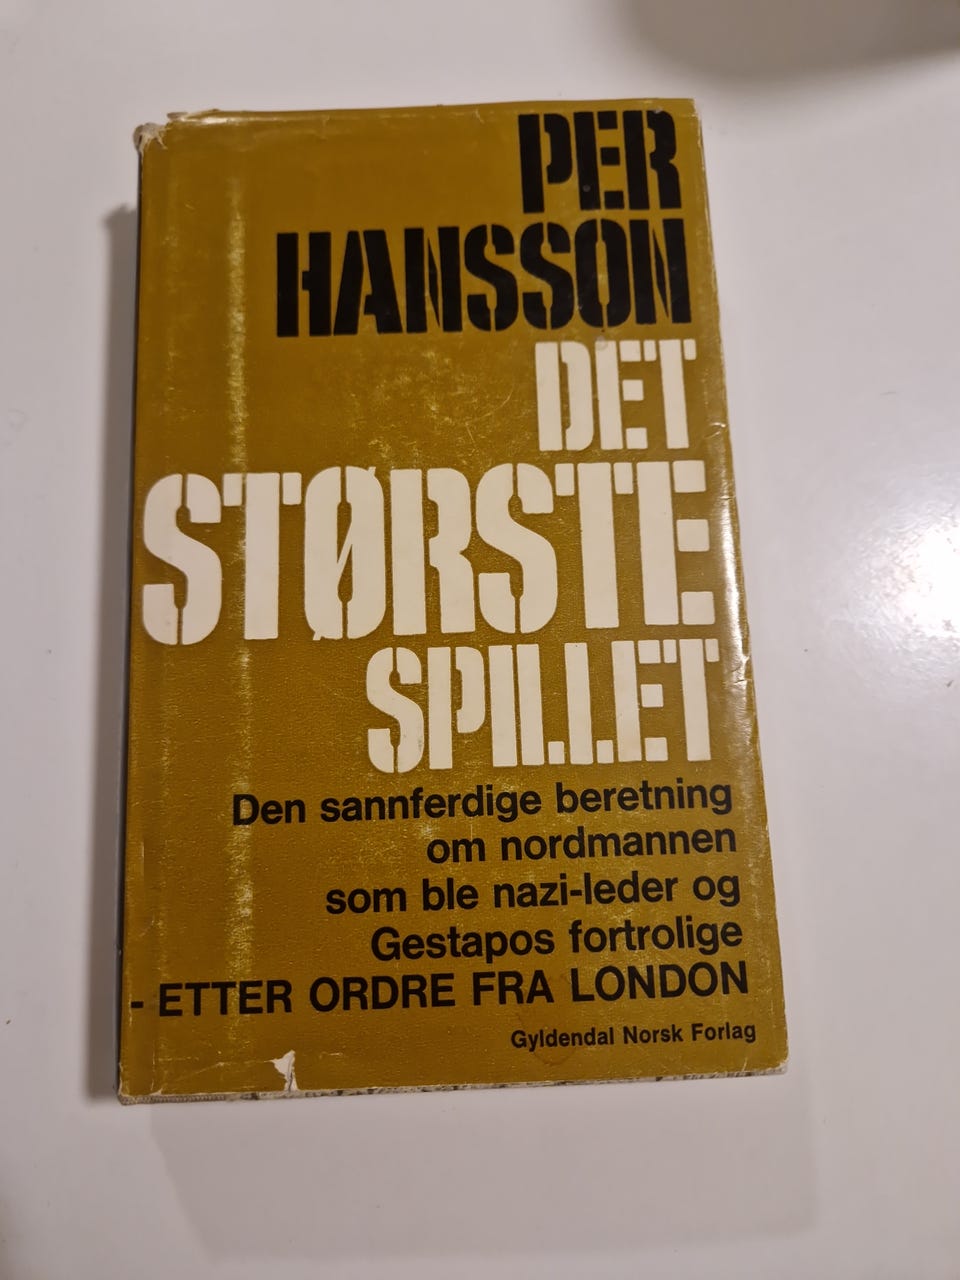 PER
HANSSON
DET
STØRSTE
SPILLET
Den sannferdige beretning
om nordmannen
som ble nazi-leder og
Gestapos fortrolige
- ETTER ORDRE FRA LONDON
Gyldendal Norsk Forlag